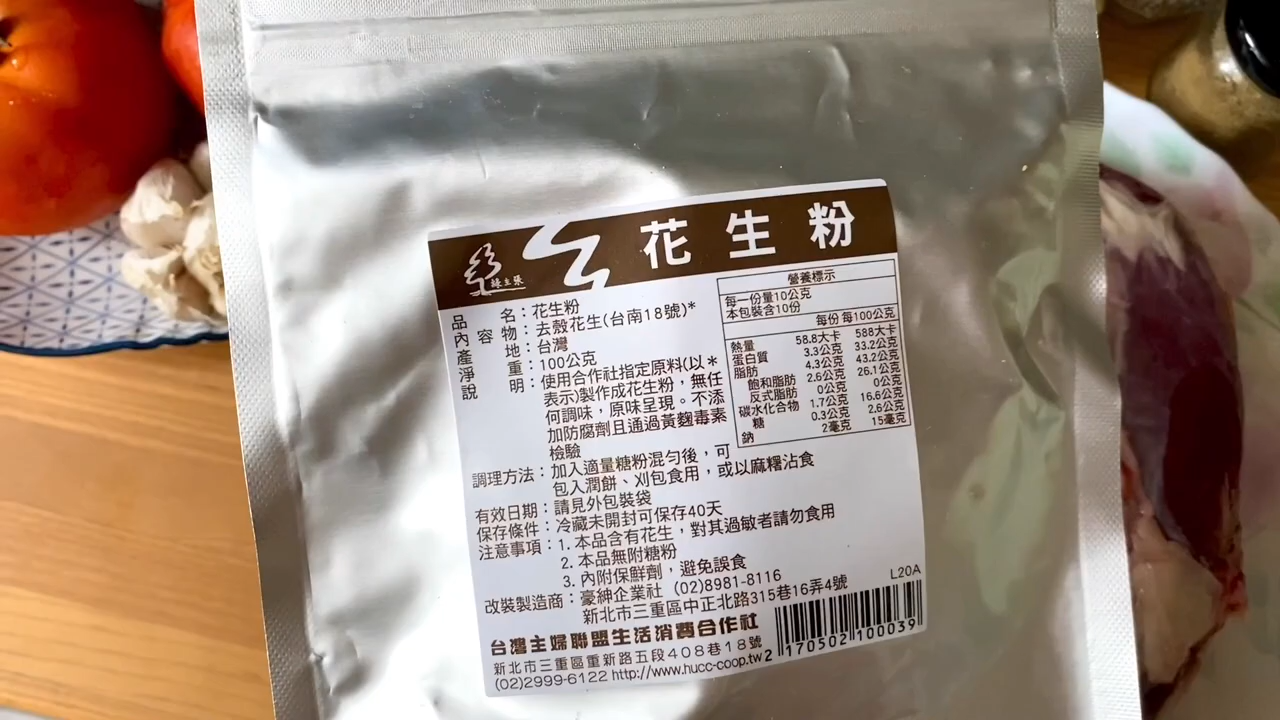 綠主張
花生粉
品名：花生粉
內容物：去殼花生(台南18號)*
產地：台灣
淨重：100公克
說明：使用合作社指定原料(以*
表示)製作成花生粉，無任
何調味，原味呈現。不添
加防腐劑且通過黃麴毒素
檢驗
營養標示
每一份量10公克
本包裝含10份
每份 每100公克
熱量 58.8大卡 588大卡
蛋白質 3.3公克 33.2公克
脂肪 4.3公克 43.2公克
飽和脂肪 2.6公克 26.1公克
反式脂肪 0公克 0公克
碳水化合物 1.7公克 16.6公克
糖 0.3公克 2.6公克
鈉 2毫克 15毫克
調理方法：加入適量糖粉混勻後，可
包入潤餅、刈包食用，或以麻糬沾食
有效日期：請見外包裝袋
保存條件：冷藏未開封可保存40天
注意事項：1. 本品含有花生，對其過敏者請勿食用
2. 本品無附糖粉
3. 內附保鮮劑，避免誤食
改裝製造商：豪紳企業社 (02)8981-8116
新北市三重區中正北路315巷16弄4號
L20A
台灣主婦聯盟生活消費合作社
新北市三重區重新路五段408巷18號
(02)2999-6122 http://www.hucc-coop.tw
2 170502 100039